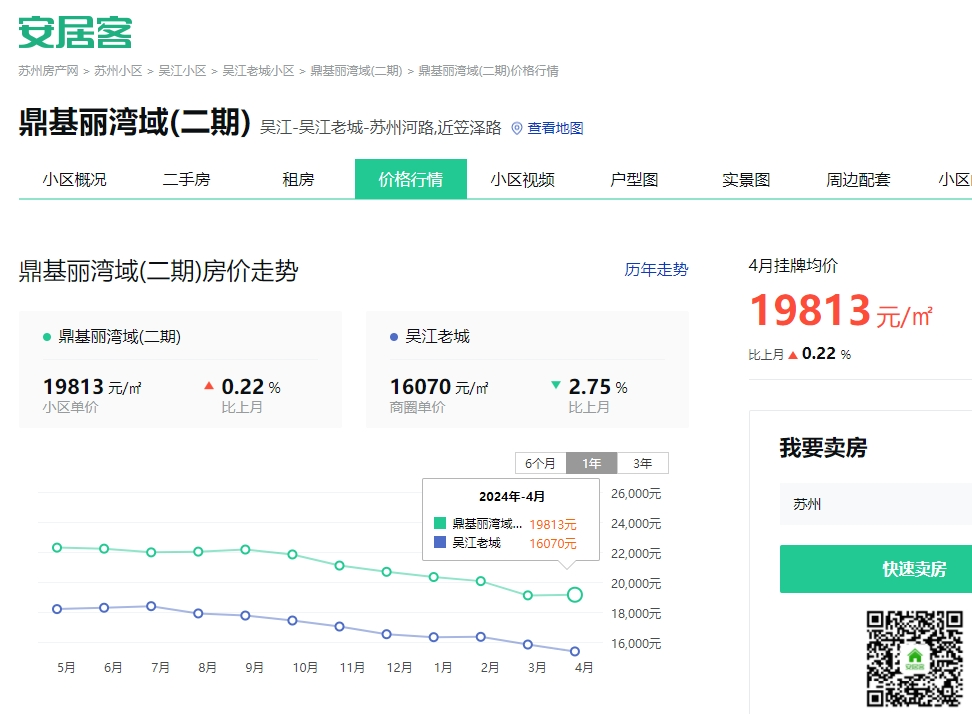 安居客
苏州房产网 > 苏州小区 > 吴江小区 > 吴江老城小区 > 鼎基丽湾域(二期) > 鼎基丽湾域(二期)价格行情
鼎基丽湾域(二期) 吴江-吴江老城-苏州河路,近笠泽路 查看地图
小区概况 二手房 租房 价格行情 小区视频 户型图 实景图 周边配套 小区
鼎基丽湾域(二期)房价走势 历年走势
鼎基丽湾域(二期)
19813 元/㎡ 0.22 %
小区单价 比上月
吴江老城
16070 元/㎡ 2.75 %
商圈单价 比上月
6个月 1年 3年
2024年-4月
鼎基丽湾域... 19813元
吴江老城 16070元
26,000元
24,000元
22,000元
20,000元
18,000元
16,000元
5月 6月 7月 8月 9月 10月 11月 12月 1月 2月 3月 4月
4月挂牌均价
19813 元/㎡
比上月 0.22 %
我要卖房
苏州
快速卖房